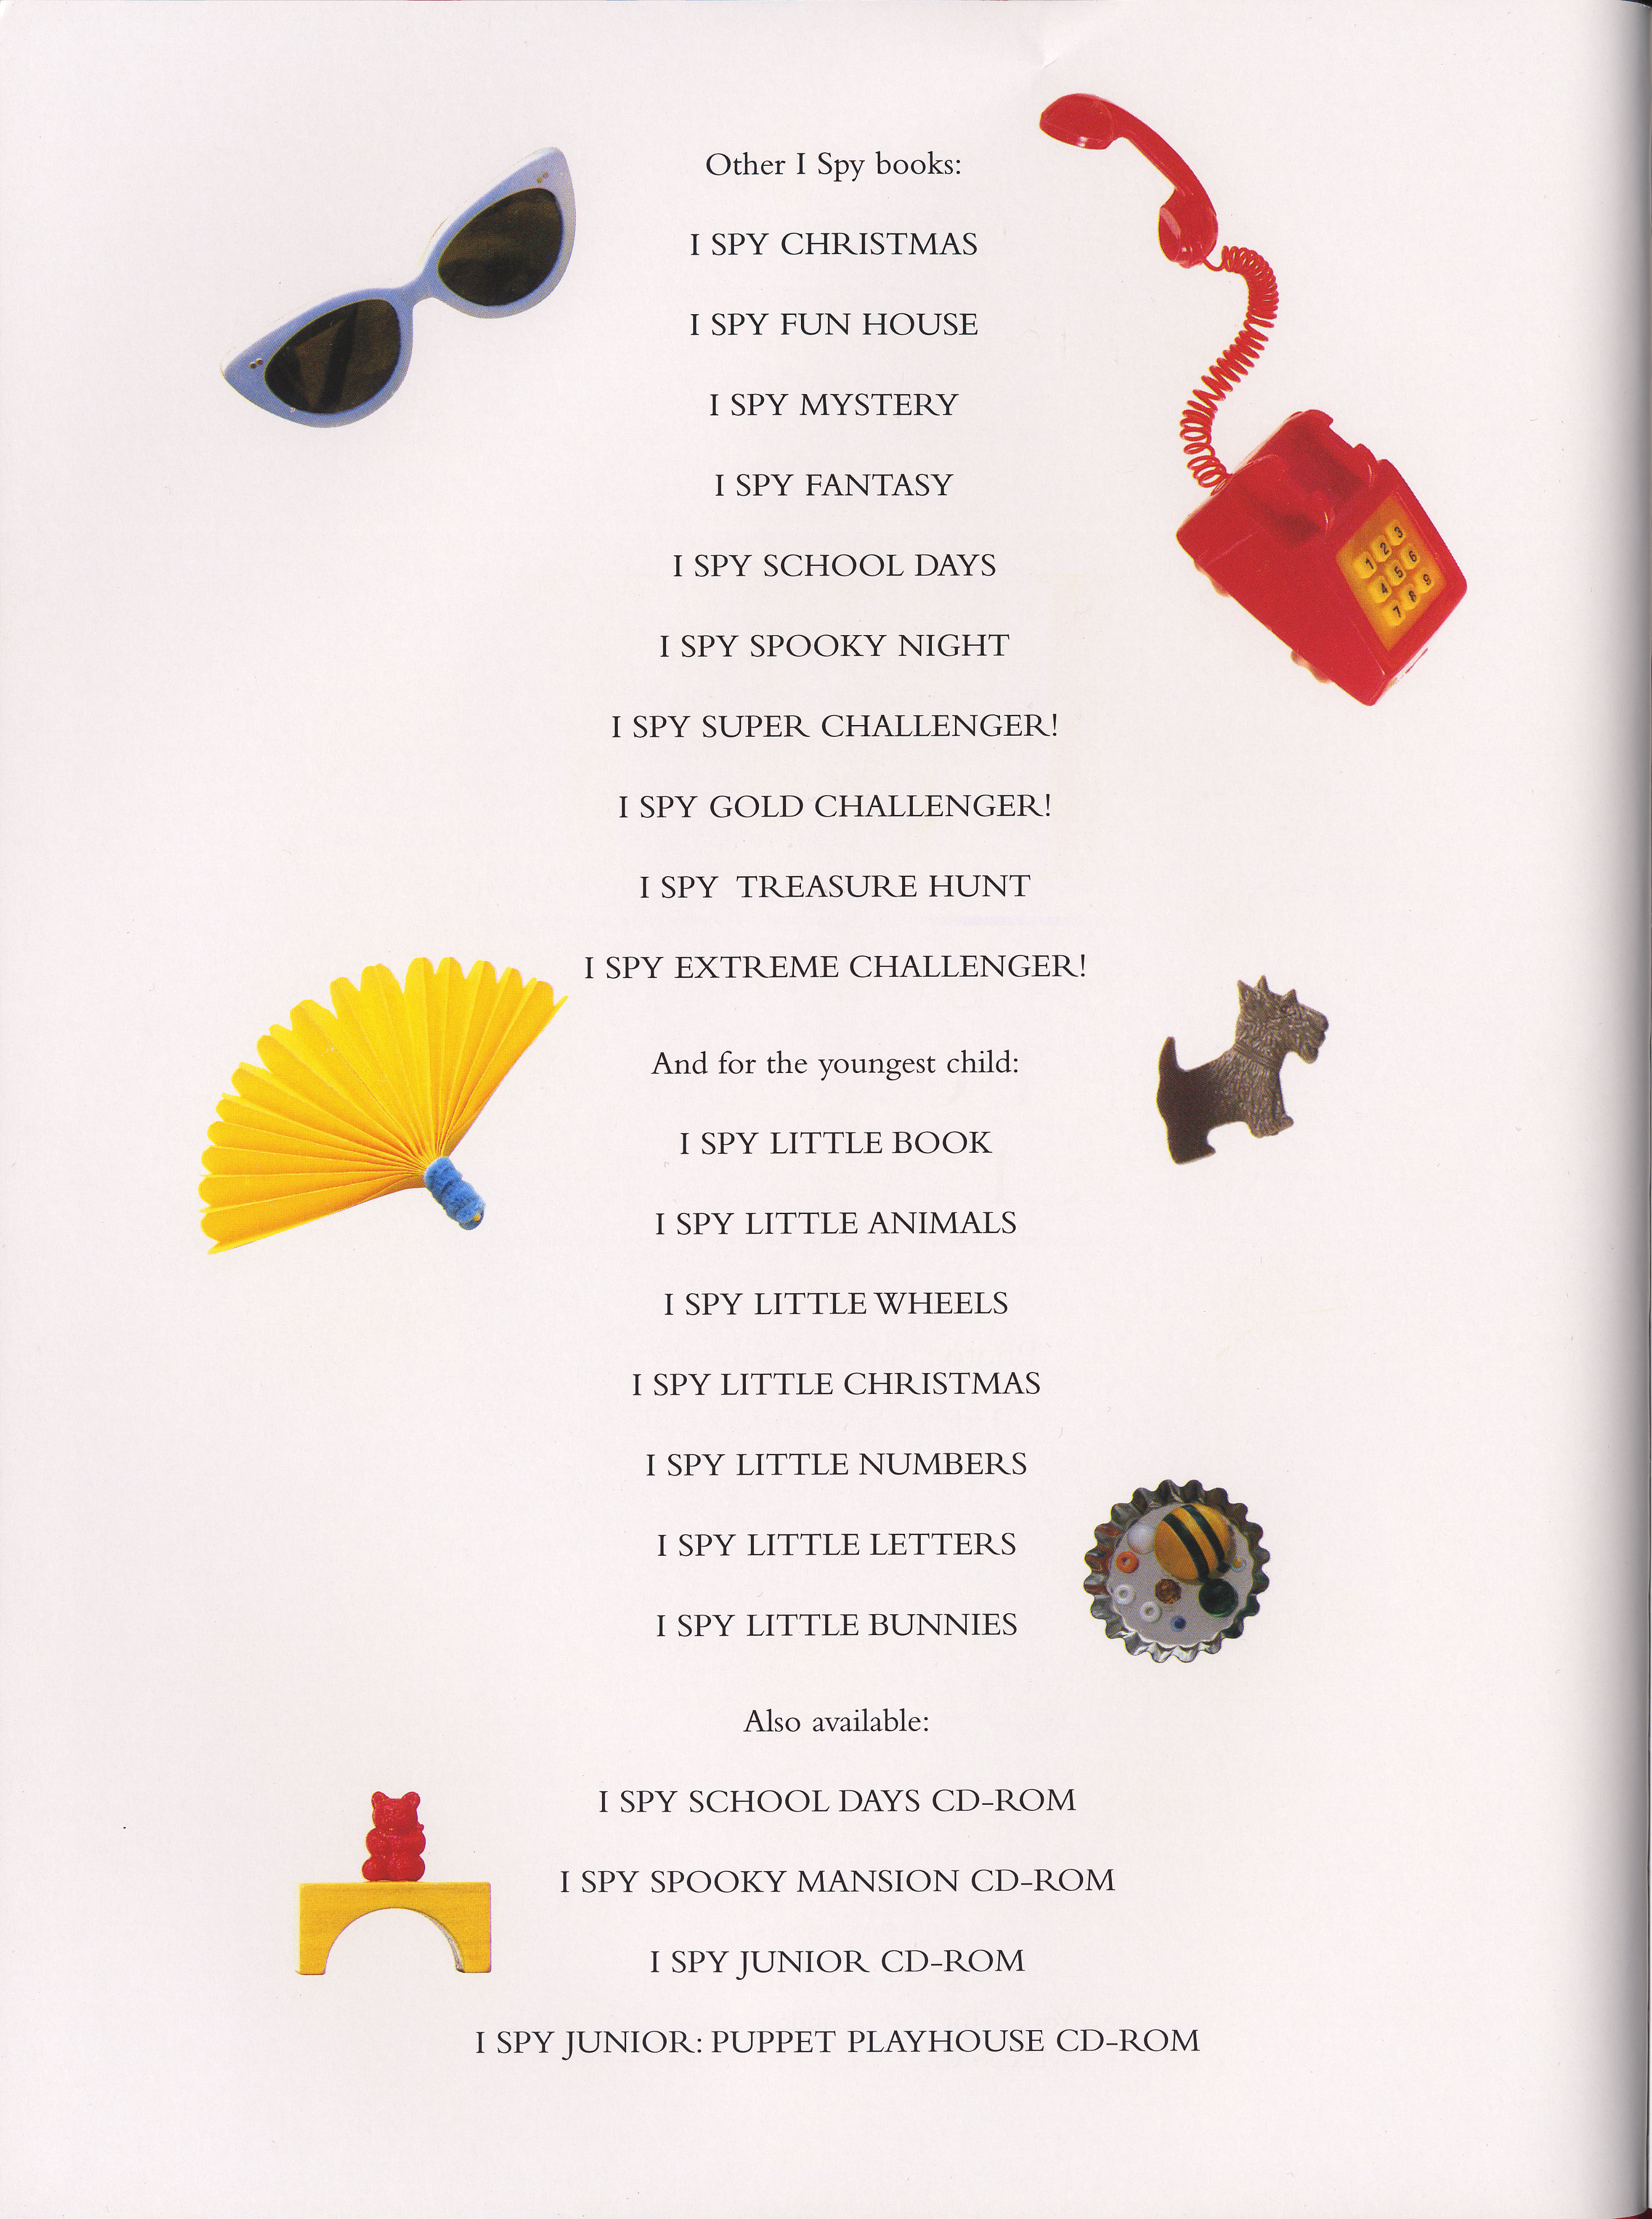 Other I Spy books:
I SPY CHRISTMAS
I SPY FUN HOUSE
I SPY MYSTERY
I SPY FANTASY
I SPY SCHOOL DAYS
I SPY SPOOKY NIGHT
I SPY SUPER CHALLENGER!
I SPY GOLD CHALLENGER!
I SPY TREASURE HUNT
I SPY EXTREME CHALLENGER!
And for the youngest child:
I SPY LITTLE BOOK
I SPY LITTLE ANIMALS
I SPY LITTLE WHEELS
I SPY LITTLE CHRISTMAS
I SPY LITTLE NUMBERS
I SPY LITTLE LETTERS
I SPY LITTLE BUNNIES
Also available:
I SPY SCHOOL DAYS CD-ROM
I SPY SPOOKY MANSION CD-ROM
I SPY JUNIOR CD-ROM
I SPY JUNIOR: PUPPET PLAYHOUSE CD-ROM
1 2 3
4 5 6
7 8 9